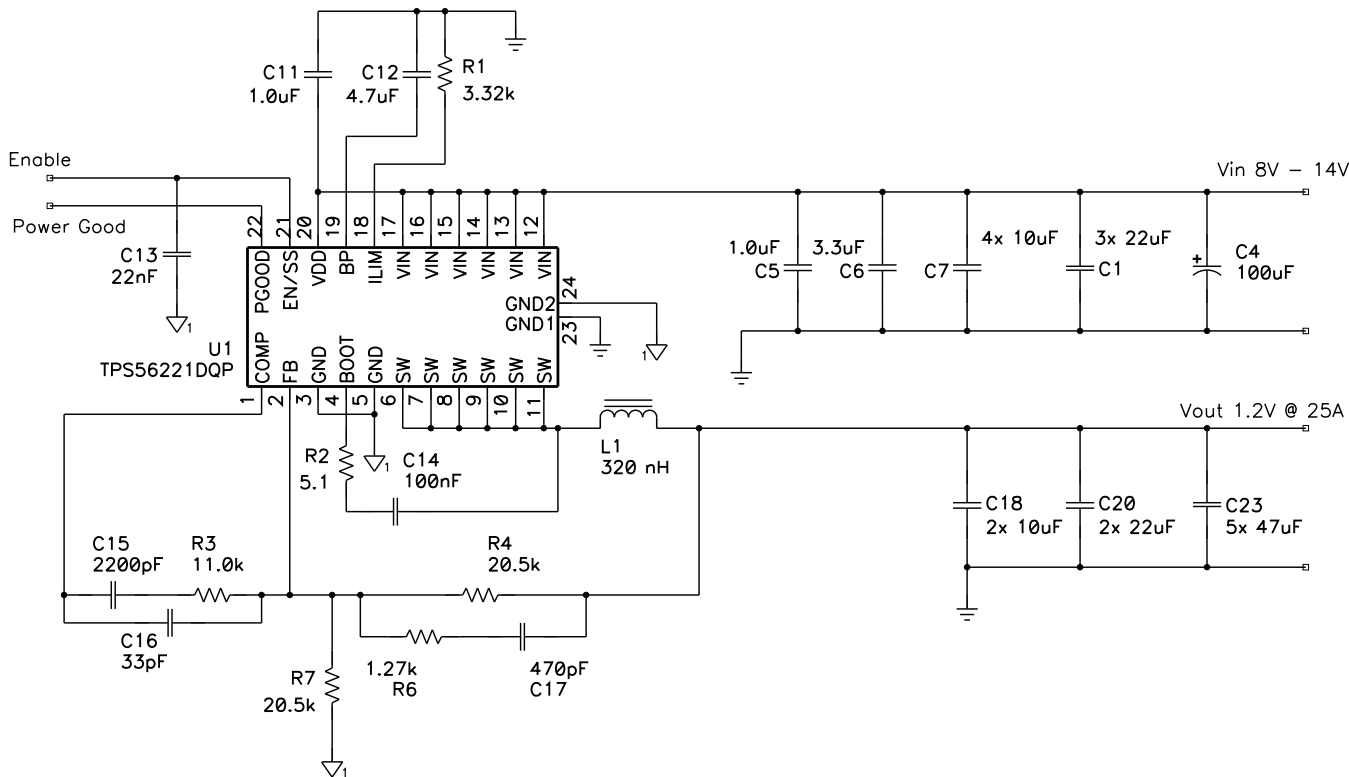 C11
1.0uF
C12
4.7uF
R1
3.32k
Enable
Power Good
C13
22nF
Vin 8V – 14V
22
21
20
19
18
17
16
15
14
13
12
PGOOD
EN/SS
VDD
BP
ILIM
VIN
VIN
VIN
VIN
VIN
VIN
GND2
24
GND1
23
1
1
1.0uF
C5
3.3uF
C6
4x 10uF
C7
3x 22uF
C1
+
C4
100uF
U1
TPS56221DQP
COMP
FB
GND
BOOT
GND
SW
SW
SW
SW
SW
SW
1
2
3
4
5
6
7
8
9
10
11
Vout 1.2V @ 25A
L1
320 nH
R2
5.1
1
C14
100nF
C18
2x 10uF
C20
2x 22uF
C23
5x 47uF
C15
2200pF
R3
11.0k
R4
20.5k
C16
33pF
1.27k
R6
470pF
C17
R7
20.5k
1